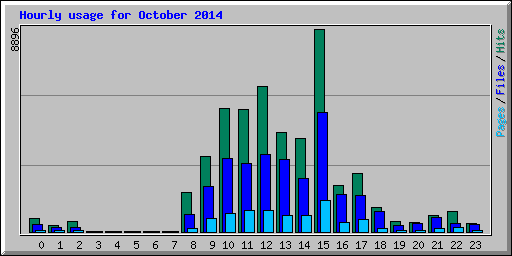 Hourly usage for October 2014
8896
Pages/Files/Hits
0 1 2 3 4 5 6 7 8 9 10 11 12 13 14 15 16 17 18 19 20 21 22 23